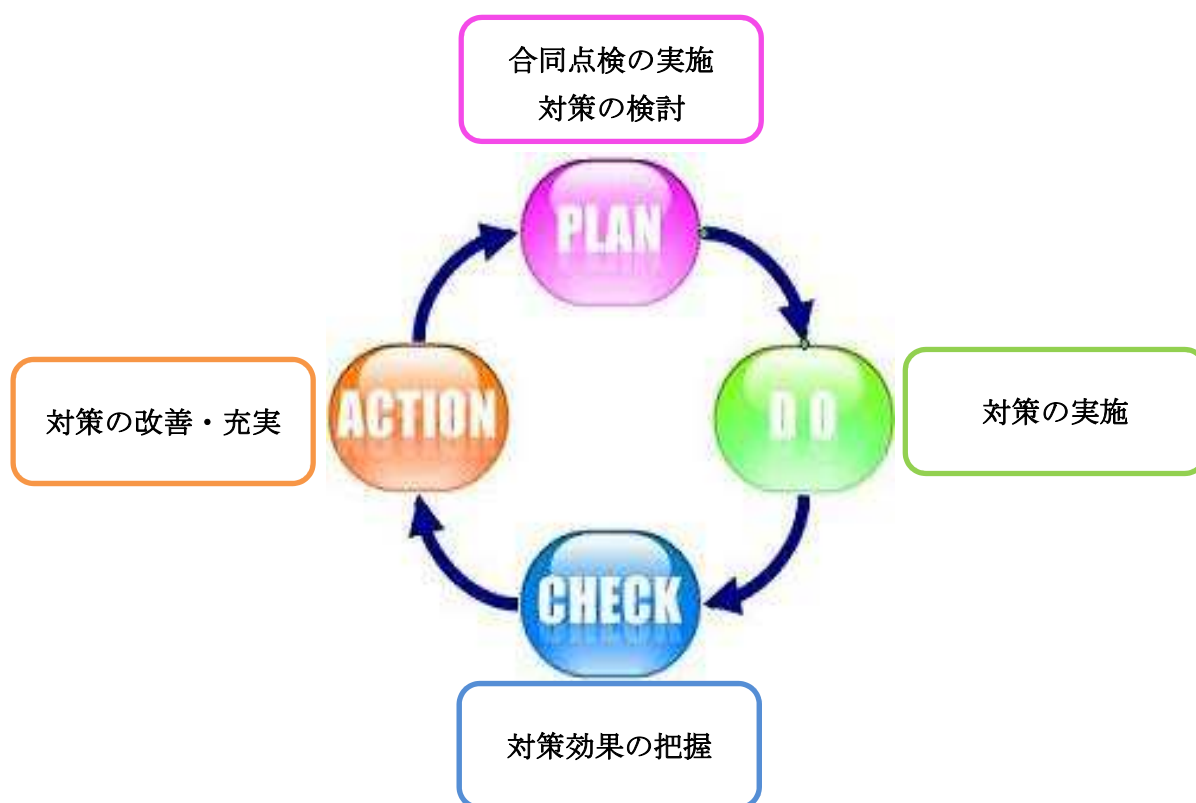 合同点検の実施
対策の検討
PLAN
対策の改善・充実
ACTION
D O
対策の実施
CHECK
対策効果の把握